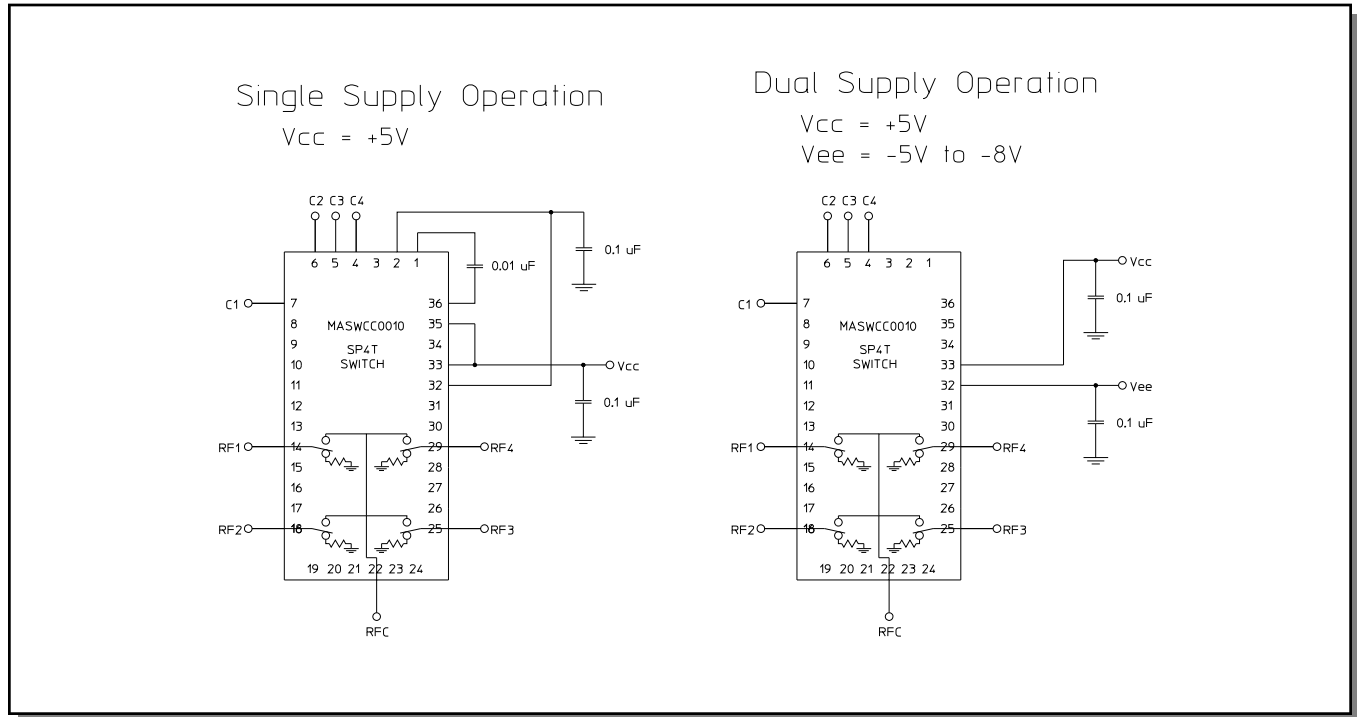 Single Supply Operation
Vcc = +5V
C2 C3 C4
0.1 uF
6 5 4 3 2 1
0.01 uF
C1
7 36
8 MASWCC0010 35
9 SP4T 34
10 SWITCH 33 Vcc
11 32
0.1 uF
12 31
13 30
RF1 14 29 RF4
15 28
16 27
17 26
RF2 18 25 RF3
19 20 21 22 23 24
RFC
Dual Supply Operation
Vcc = +5V
Vee = -5V to -8V
C2 C3 C4
6 5 4 3 2 1
Vcc
0.1 uF
C1 7 36
8 MASWCC0010 35
9 SP4T 34
10 SWITCH 33
11 32 Vee
12 31
0.1 uF
13 30
RF1 14 29 RF4
15 28
16 27
17 26
RF2 18 25 RF3
19 20 21 22 23 24
RFC